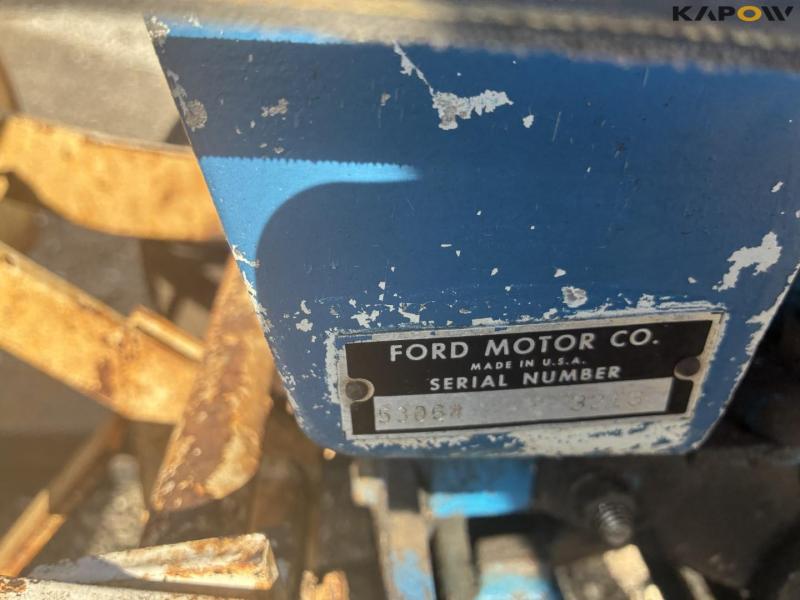 KAPOW
FORD MOTOR CO.
MADE IN U.S.A.
SERIAL NUMBER